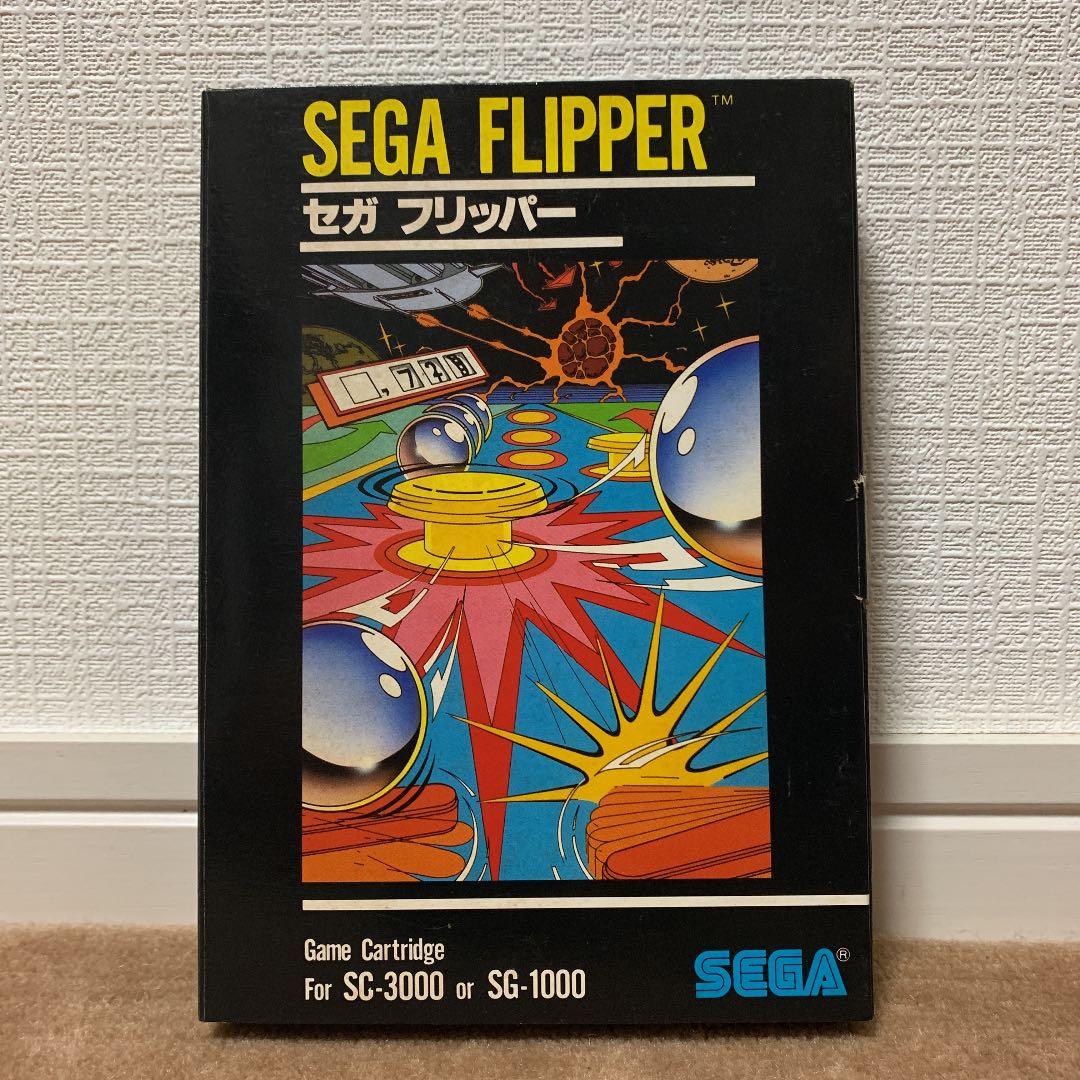 SEGA FLIPPER™
セガ フリッパー
Game Cartridge
For SC-3000 or SG-1000
SEGA®